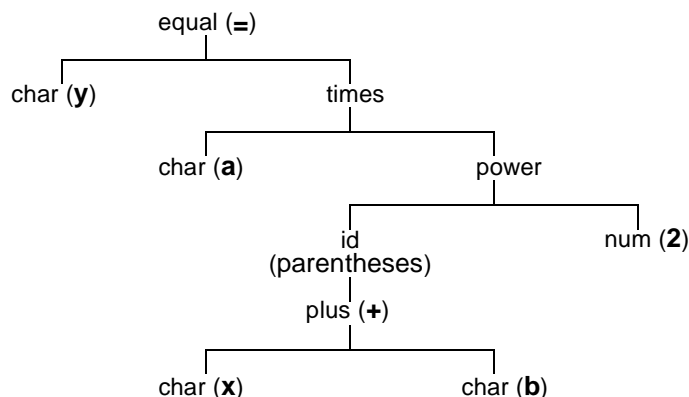 equal (=)
char (y) times
char (a) power
id num (2)
(parentheses)
plus (+)
char (x) char (b)